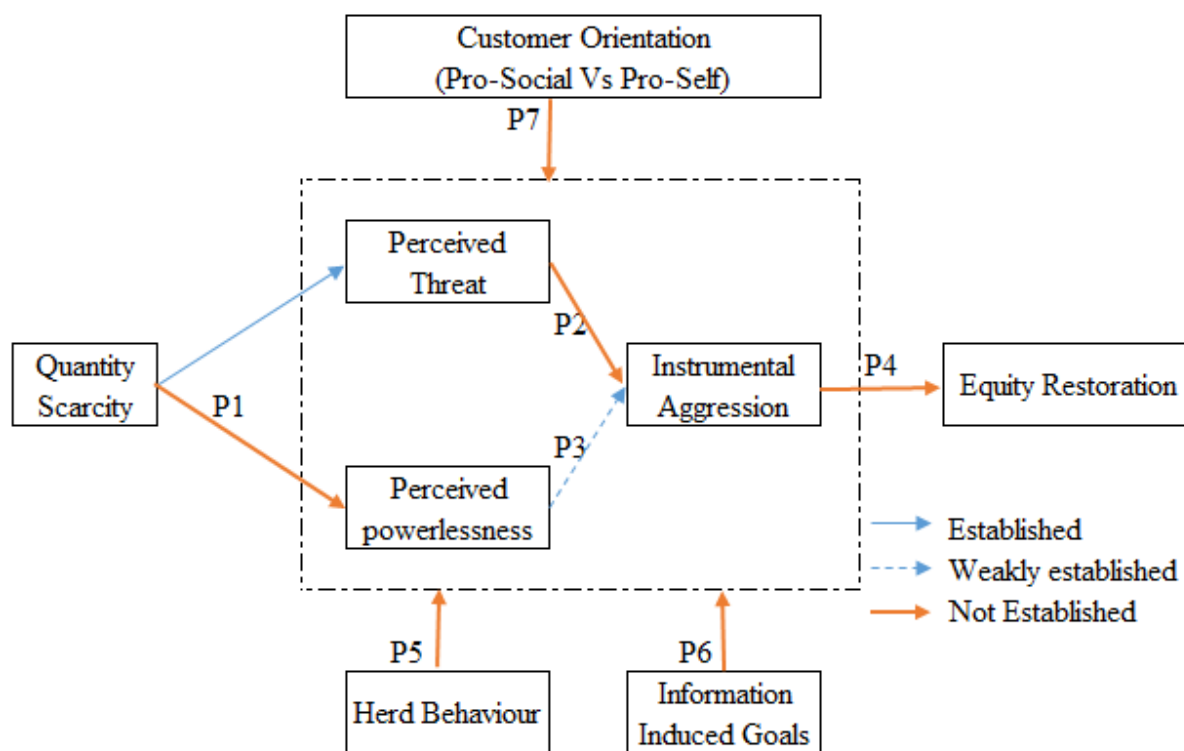 Customer Orientation
(Pro-Social Vs Pro-Self)
P7
Perceived
Threat
P2
Quantity
Scarcity
P1
Instrumental
Aggression
P4
Equity Restoration
P3
Perceived
powerlessness
Established
Weakly established
Not Established
P5
P6
Herd Behaviour
Information
Induced Goals